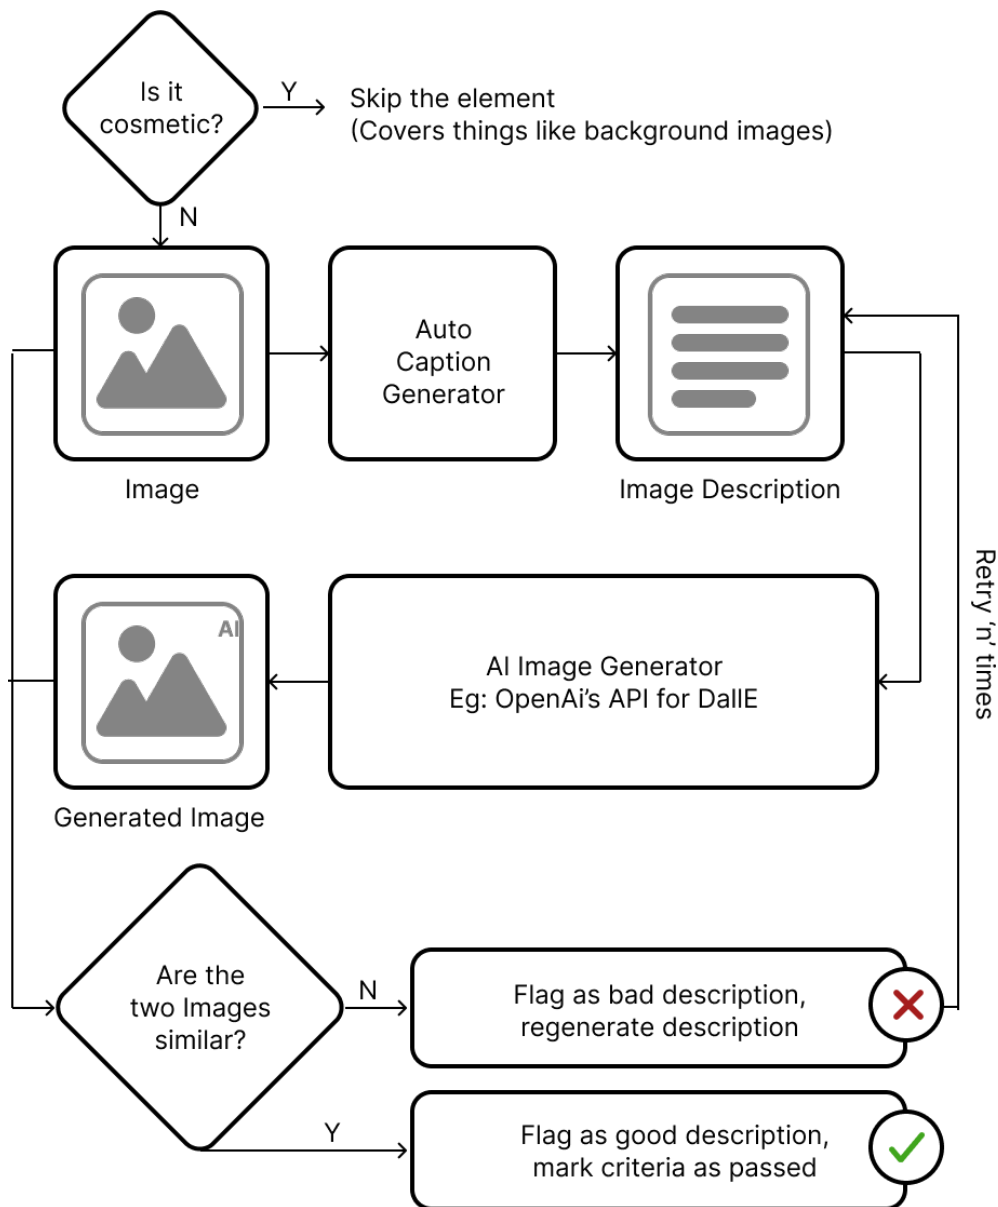 Is it
cosmetic?
Y
Skip the element
(Covers things like background images)
N
Auto
Caption
Generator
Image
Image Description
Retry ‘n’ times
AI
AI Image Generator
Eg: OpenAi’s API for DallE
Generated Image
Are the
two Images
similar?
N
Flag as bad description,
regenerate description
Y
Flag as good description,
mark criteria as passed